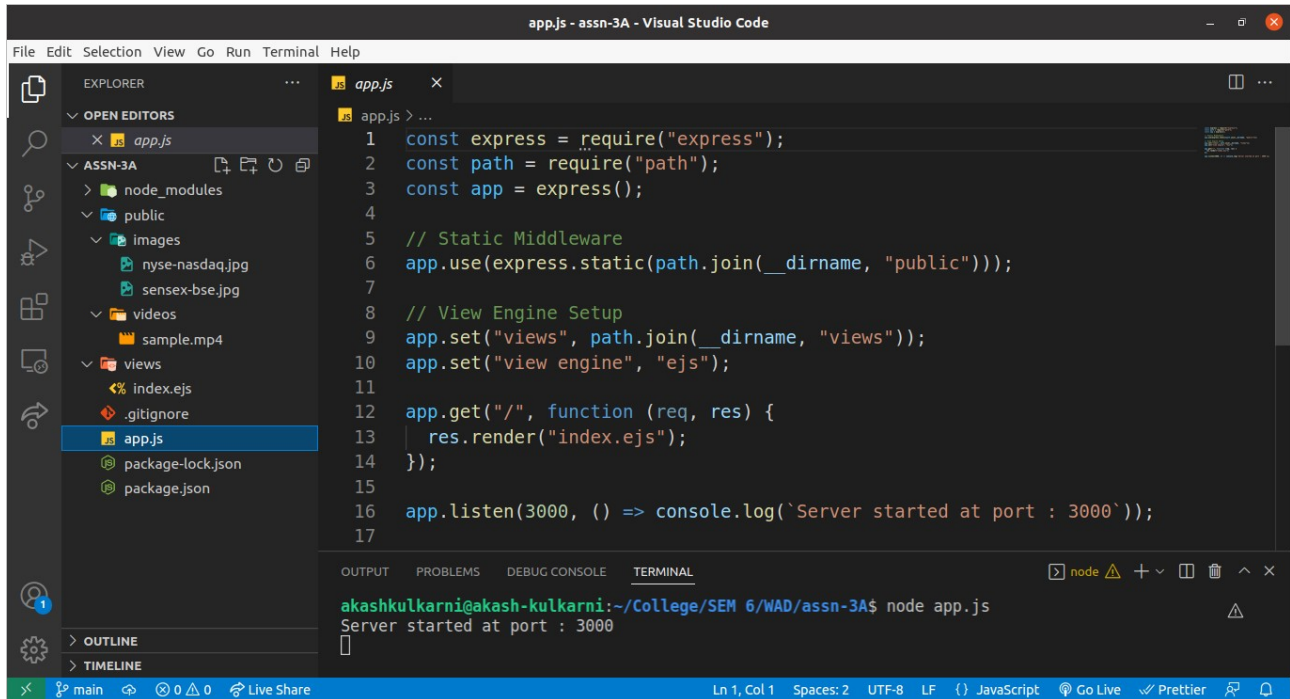 app.js - assn-3A - Visual Studio Code
File Edit Selection View Go Run Terminal Help
EXPLORER
OPEN EDITORS
JS app.js
ASSN-3A
node_modules
public
images
nyse-nasdaq.jpg
sensex-bse.jpg
videos
sample.mp4
views
<% index.ejs
.gitignore
JS app.js
package-lock.json
package.json
OUTLINE
TIMELINE
JS app.js
JS app.js > ...
1 const express = require("express");
2 const path = require("path");
3 const app = express();
4
5 // Static Middleware
6 app.use(express.static(path.join(__dirname, "public")));
7
8 // View Engine Setup
9 app.set("views", path.join(__dirname, "views"));
10 app.set("view engine", "ejs");
11
12 app.get("/", function (req, res) {
13   res.render("index.ejs");
14 });
15
16 app.listen(3000, () => console.log(`Server started at port : 3000`));
17
OUTPUT PROBLEMS DEBUG CONSOLE TERMINAL
node
akashkulkarni@akash-kulkarni:~/College/SEM 6/WAD/assn-3A$ node app.js
Server started at port : 3000
1
main 0 0 Live Share Ln 1, Col 1 Spaces: 2 UTF-8 LF {} JavaScript Go Live Prettier